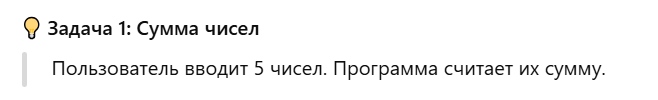 💡 Задача 1: Сумма чисел
Пользователь вводит 5 чисел. Программа считает их сумму.